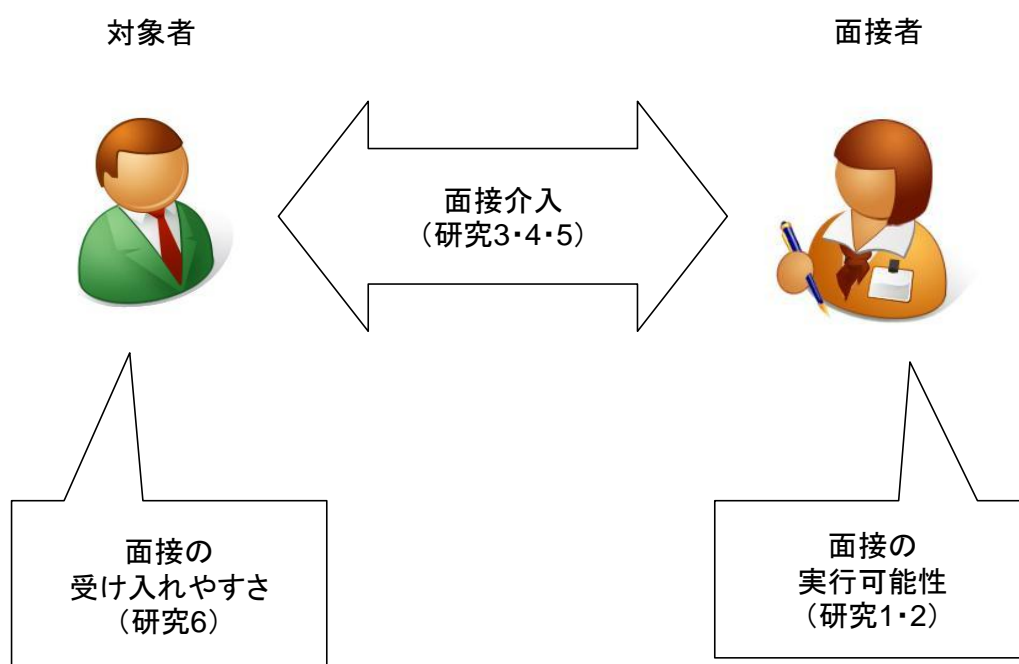 対象者
面接者
面接介入
（研究3・4・5）
面接の
受け入れやすさ
（研究6）
面接の
実行可能性
（研究1・2）